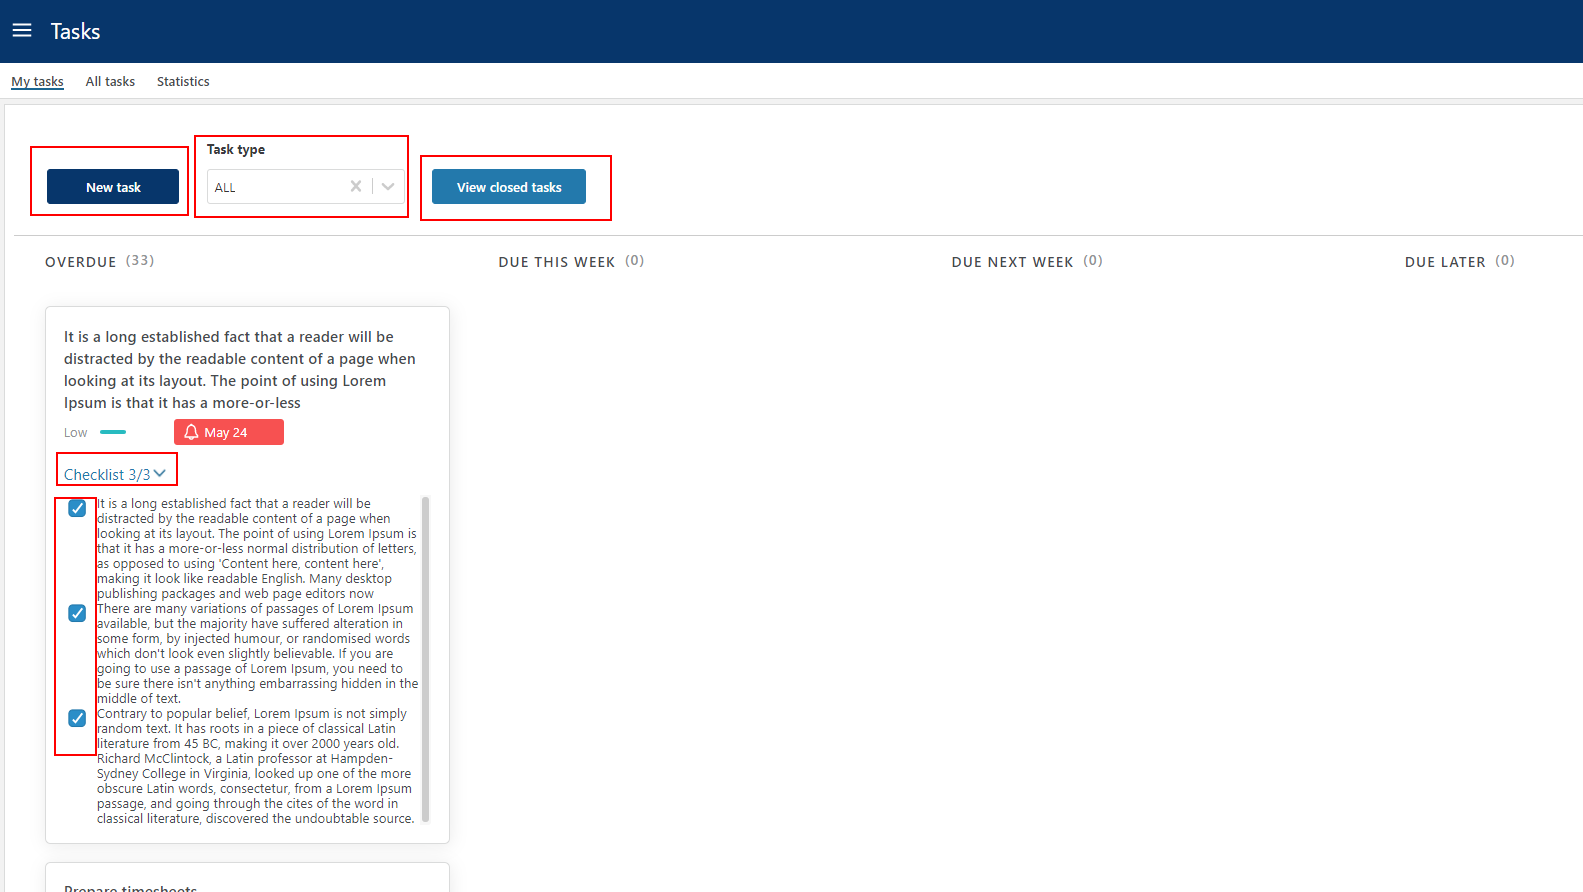 Tasks
My tasks All tasks Statistics
Task type
New task
ALL
View closed tasks
OVERDUE (33)
DUE THIS WEEK (0)
DUE NEXT WEEK (0)
DUE LATER (0)
It is a long established fact that a reader will be
distracted by the readable content of a page when
looking at its layout. The point of using Lorem
Ipsum is that it has a more-or-less
Low
May 24
Checklist 3/3
It is a long established fact that a reader will be
distracted by the readable content of a page when
looking at its layout. The point of using Lorem Ipsum is
that it has a more-or-less normal distribution of letters,
as opposed to using 'Content here, content here',
making it look like readable English. Many desktop
publishing packages and web page editors now
There are many variations of passages of Lorem Ipsum
available, but the majority have suffered alteration in
some form, by injected humour, or randomised words
which don't look even slightly believable. If you are
going to use a passage of Lorem Ipsum, you need to
be sure there isn't anything embarrassing hidden in the
middle of text.
Contrary to popular belief, Lorem Ipsum is not simply
random text. It has roots in a piece of classical Latin
literature from 45 BC, making it over 2000 years old.
Richard McClintock, a Latin professor at Hampden-
Sydney College in Virginia, looked up one of the more
obscure Latin words, consectetur, from a Lorem Ipsum
passage, and going through the cites of the word in
classical literature, discovered the undoubtable source.
Prepare timesheets